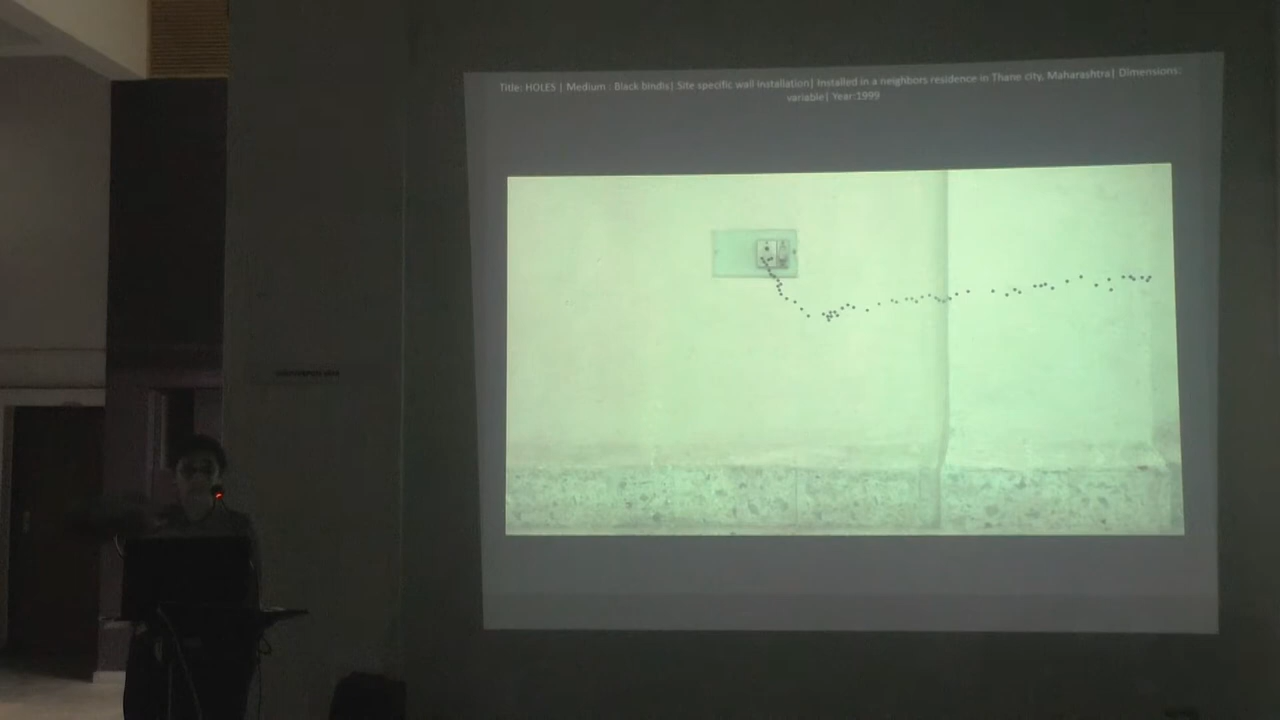 Title: HOLES | Medium : Black bindis| Site specific wall installation| Installed in a neighbors residence in Thane city, Maharashtra| Dimensions:
variable| Year:1999